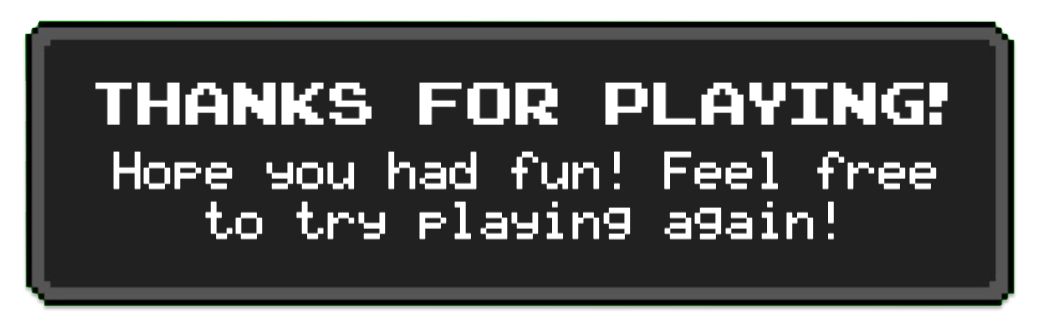 THANKS FOR PLAYING!
Hope you had fun! Feel free
to try playing again!